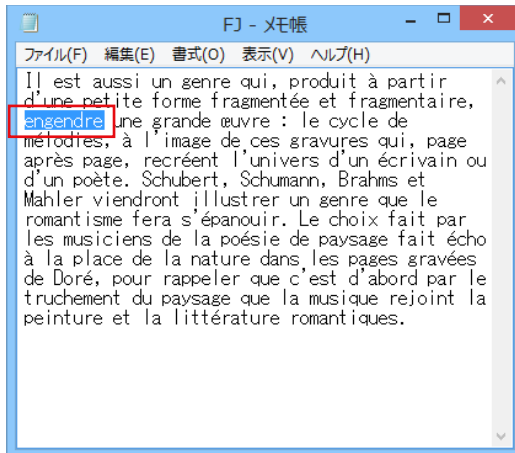 FJ - メモ帳
ファイル(F) 編集(E) 書式(O) 表示(V) ヘルプ(H)
Il est aussi un genre qui, produit à partir
d'une petite forme fragmentée et fragmentaire,
engendre une grande œuvre : le cycle de
mélodies, à l'image de ces gravures qui, page
après page, recréent l'univers d'un écrivain ou
d'un poète. Schubert, Schumann, Brahms et
Mahler viendront illustrer un genre que le
romantisme fera s'épanouir. Le choix fait par
les musiciens de la poésie de paysage fait écho
à la place de la nature dans les pages gravées
de Doré, pour rappeler que c'est d'abord par le
truchement du paysage que la musique rejoint la
peinture et la littérature romantiques.